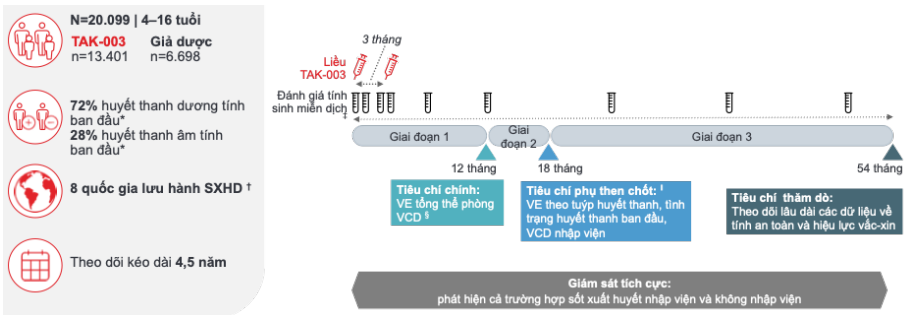 N=20.099 | 4–16 tuổi
TAK-003 Giả dược
n=13.401 n=6.698
72% huyết thanh dương tính
ban đầu*
28% huyết thanh âm tính
ban đầu*
8 quốc gia lưu hành SXHD †
Theo dõi kéo dài 4,5 năm
3 tháng
Liều
TAK-003
Đánh giá tính
sinh miễn dịch
‡
Giai đoạn 1
Giai
đoạn 2
Giai đoạn 3
12 tháng
18 tháng
54 tháng
Tiêu chí chính:
VE tổng thể phòng
VCD §
Tiêu chí phụ then chốt: ‖
VE theo tuýp huyết thanh, tình
trạng huyết thanh ban đầu,
VCD nhập viện
Tiêu chí thăm dò:
Theo dõi lâu dài các dữ liệu về
tính an toàn và hiệu lực vắc-xin
Giám sát tích cực:
phát hiện cả trường hợp sốt xuất huyết nhập viện và không nhập viện